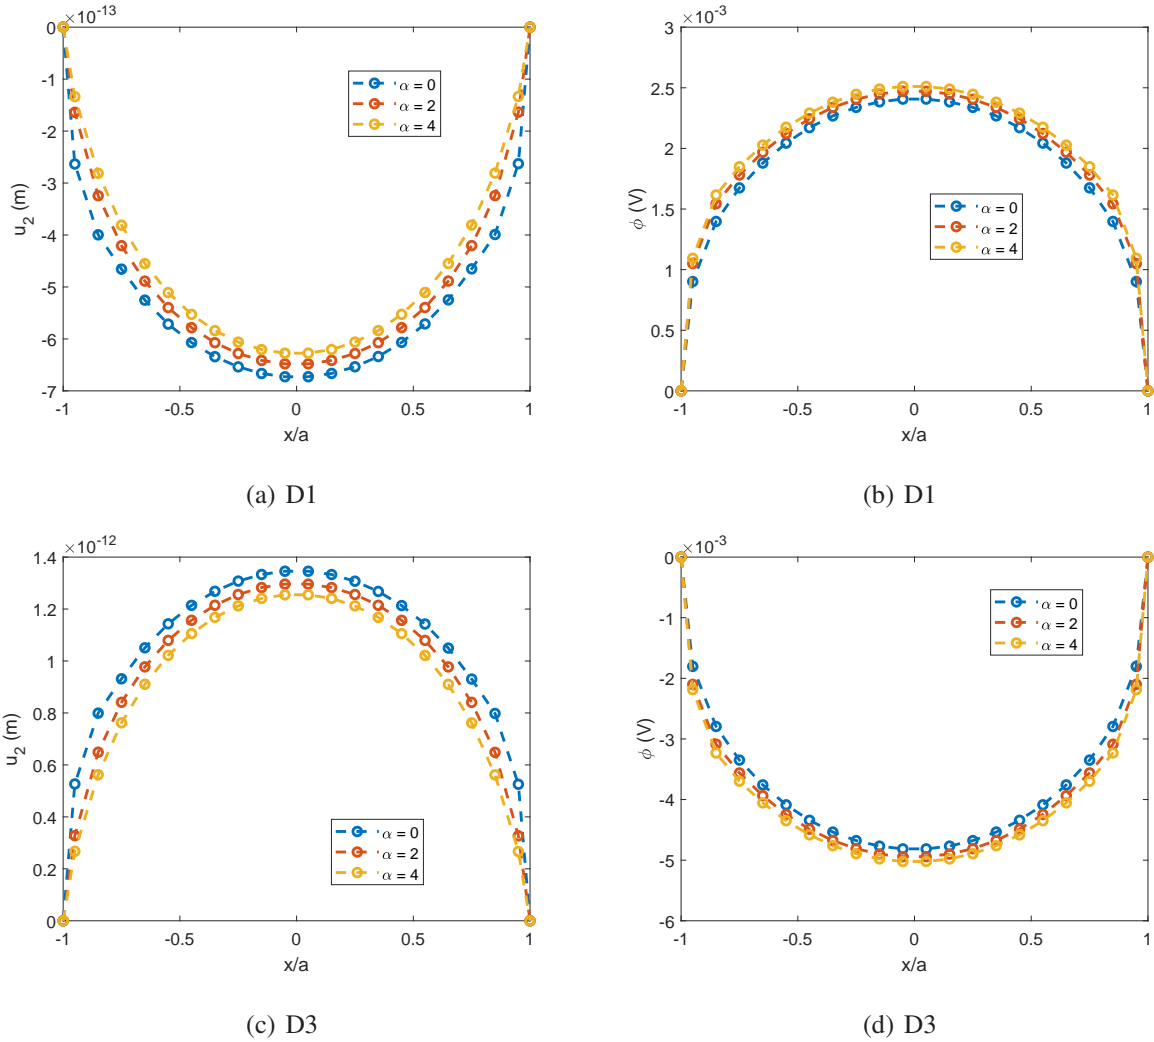 ×10⁻¹³
0
-1
-2
-3
-4
-5
-6
-7
u₂ (m)
-1 -0.5 0 0.5 1
x/a
α = 0
α = 2
α = 4
(a) D1
×10⁻³
3
2.5
2
1.5
1
0.5
0
ϕ (V)
-1 -0.5 0 0.5 1
x/a
α = 0
α = 2
α = 4
(b) D1
×10⁻¹²
1.4
1.2
1
0.8
0.6
0.4
0.2
0
u₂ (m)
-1 -0.5 0 0.5 1
x/a
α = 0
α = 2
α = 4
(c) D3
×10⁻³
0
-1
-2
-3
-4
-5
-6
ϕ (V)
-1 -0.5 0 0.5 1
x/a
α = 0
α = 2
α = 4
(d) D3